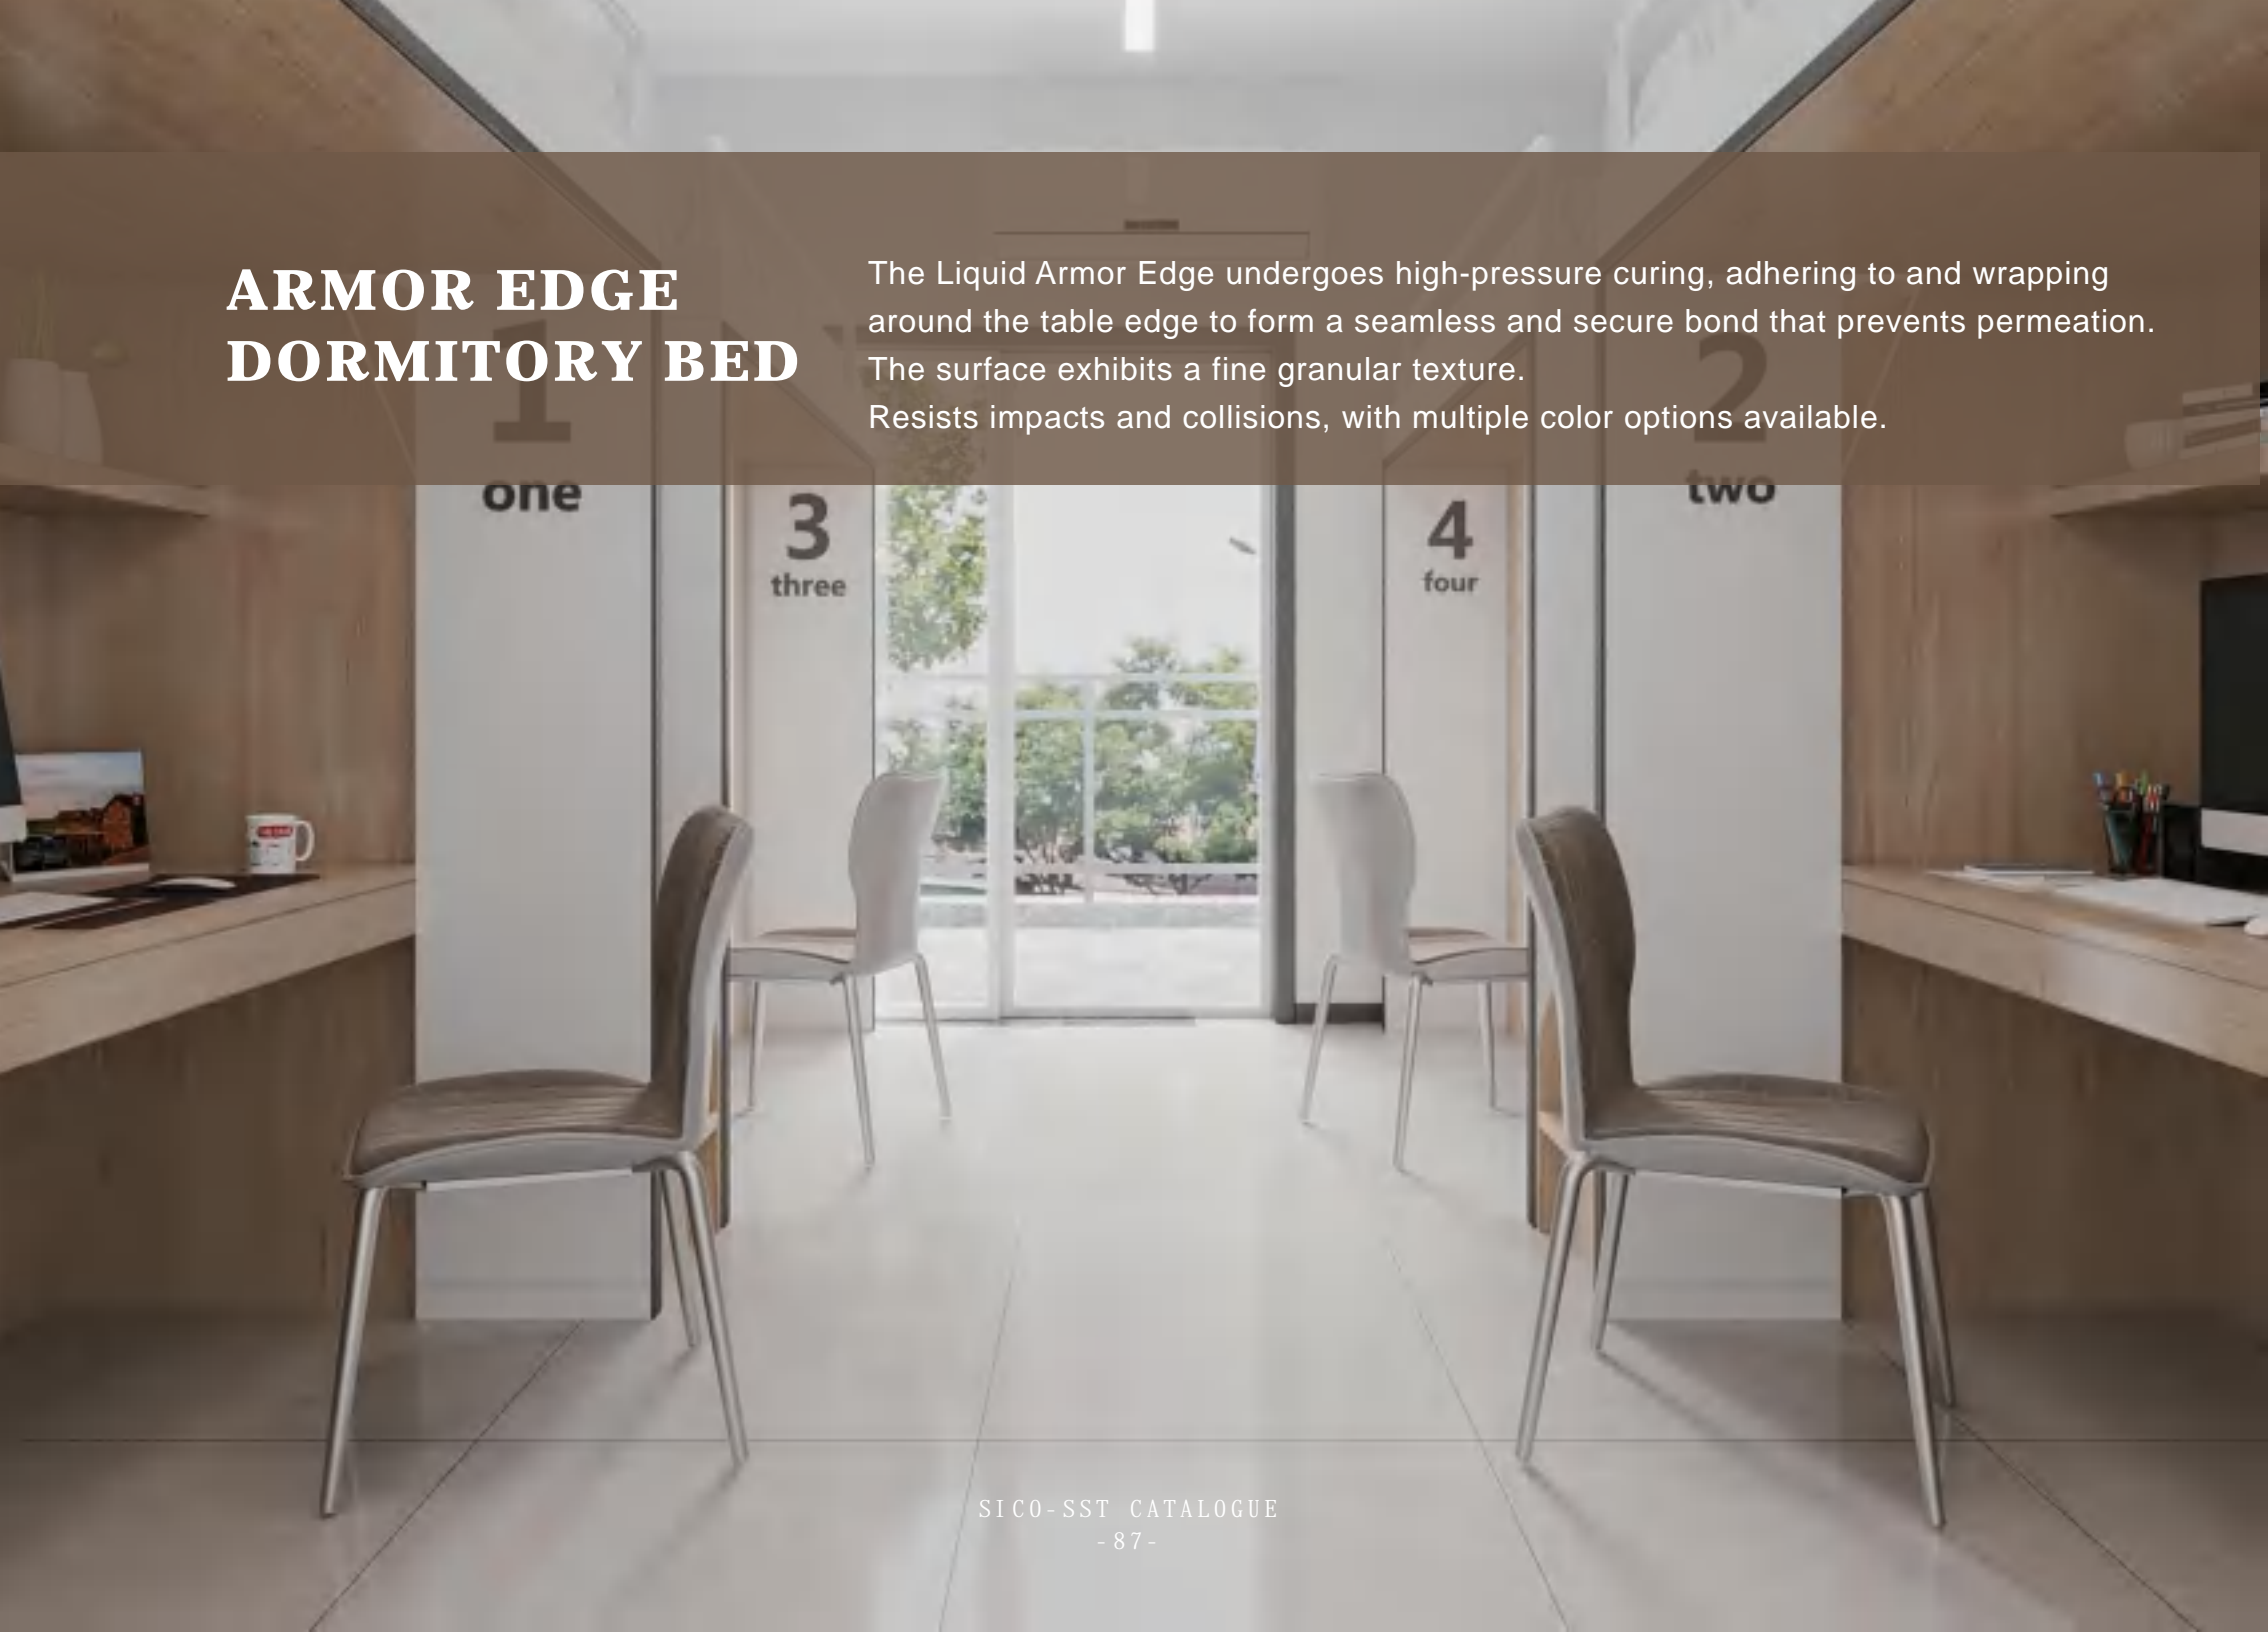 ARMOR EDGE
DORMITORY BED
The Liquid Armor Edge undergoes high-pressure curing, adhering to and wrapping
around the table edge to form a seamless and secure bond that prevents permeation.
The surface exhibits a fine granular texture.
Resists impacts and collisions, with multiple color options available.
1
one
2
two
3
three
4
four
SICO-SST CATALOGUE
-87-